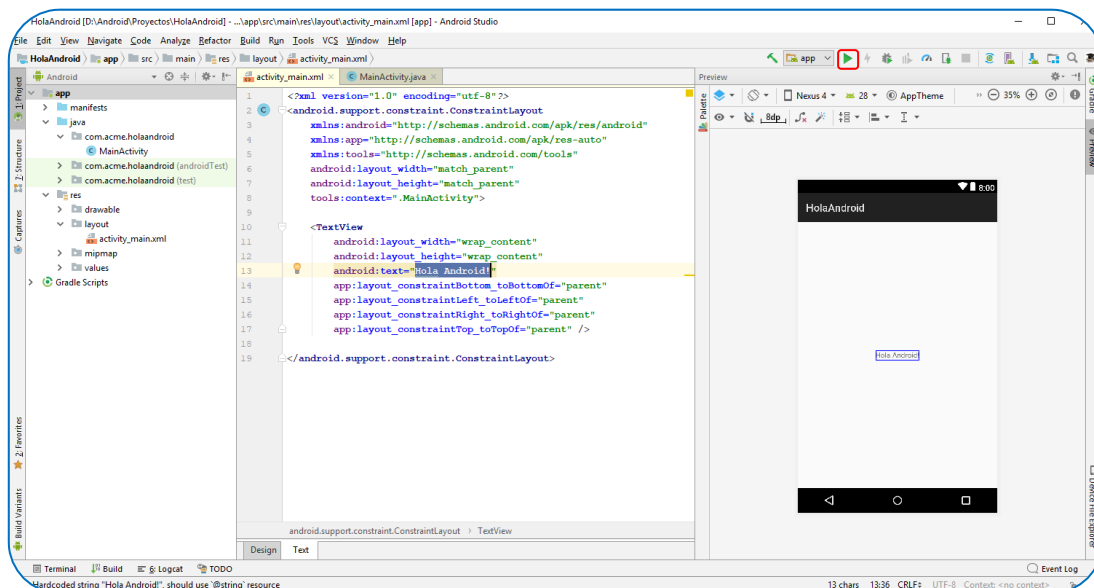 HolaAndroid [D:\Android\Proyectos\HolaAndroid] - ...\app\src\main\res\layout\activity_main.xml [app] - Android Studio
File Edit View Navigate Code Analyze Refactor Build Run Tools VCS Window Help
HolaAndroid app src main res layout activity_main.xml app
Android activity_main.xml MainActivity.java Preview
1: Project
7: Structure
Captures
2: Favorites
Build Variants
app
manifests
java
com.acme.holaandroid
MainActivity
com.acme.holaandroid (androidTest)
com.acme.holaandroid (test)
res
drawable
layout
activity_main.xml
mipmap
values
Gradle Scripts
1 <?xml version="1.0" encoding="utf-8"?>
2 <android.support.constraint.ConstraintLayout
3 xmlns:android="http://schemas.android.com/apk/res/android"
4 xmlns:app="http://schemas.android.com/apk/res-auto"
5 xmlns:tools="http://schemas.android.com/tools"
6 android:layout_width="match_parent"
7 android:layout_height="match_parent"
8 tools:context=".MainActivity">
9
10 <TextView
11 android:layout_width="wrap_content"
12 android:layout_height="wrap_content"
13 android:text="Hola Android!"
14 app:layout_constraintBottom_toBottomOf="parent"
15 app:layout_constraintLeft_toLeftOf="parent"
16 app:layout_constraintRight_toRightOf="parent"
17 app:layout_constraintTop_toTopOf="parent" />
18
19 </android.support.constraint.ConstraintLayout>
android.support.constraint.ConstraintLayout › TextView
Design Text
Palette
Nexus 4 28 AppTheme 35%
8dp
8:00
HolaAndroid
Hola Android!
Gradle
Preview
Device File Explorer
Terminal Build 6: Logcat TODO Event Log
Hardcoded string "Hola Android!", should use `@string` resource 13 chars 13:36 CRLF UTF-8 Context: <no context>